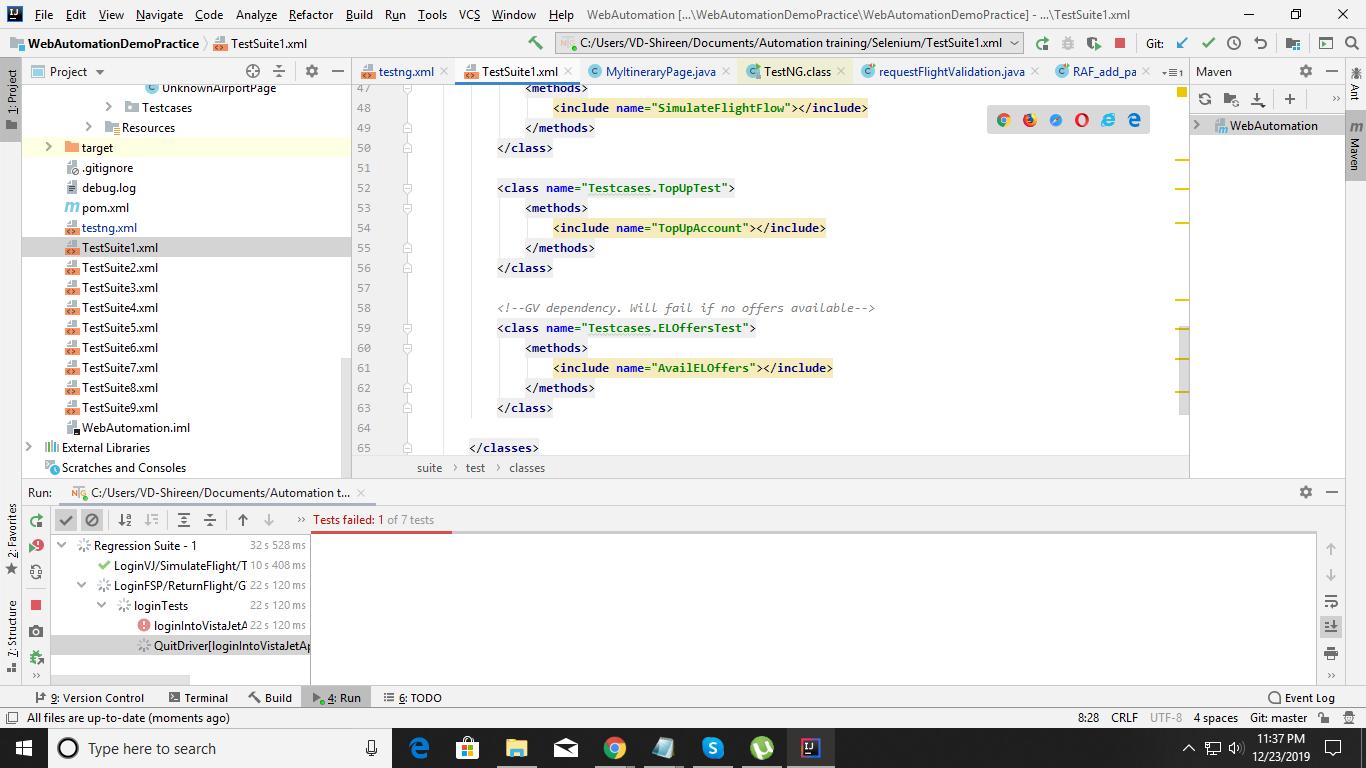 File Edit View Navigate Code Analyze Refactor Build Run Tools VCS Window Help WebAutomation [...\WebAutomationDemoPractice\WebAutomationDemoPractice] - ...\TestSuite1.xml
WebAutomationDemoPractice TestSuite1.xml C:/Users/VD-Shireen/Documents/Automation training/Selenium/TestSuite1.xml Git:
Project testng.xml TestSuite1.xml MyItineraryPage.java TestNG.class requestFlightValidation.java RAF_add_pa 1 Maven
1: Project
Ant
Maven
UnknownAirportPage
Testcases
Resources
target
.gitignore
debug.log
pom.xml
testng.xml
TestSuite1.xml
TestSuite2.xml
TestSuite3.xml
TestSuite4.xml
TestSuite5.xml
TestSuite6.xml
TestSuite7.xml
TestSuite8.xml
TestSuite9.xml
WebAutomation.iml
External Libraries
Scratches and Consoles
47 <methods>
48 <include name="SimulateFlightFlow"></include>
49 </methods>
50 </class>
51
52 <class name="Testcases.TopUpTest">
53 <methods>
54 <include name="TopUpAccount"></include>
55 </methods>
56 </class>
57
58 <!--GV dependency. Will fail if no offers available-->
59 <class name="Testcases.ELOffersTest">
60 <methods>
61 <include name="AvailELOffers"></include>
62 </methods>
63 </class>
64
65 </classes>
suite test classes
WebAutomation
Run: C:/Users/VD-Shireen/Documents/Automation t...
Tests failed: 1 of 7 tests
Regression Suite - 1 32 s 528 ms
LoginVJ/SimulateFlight/T 10 s 408 ms
LoginFSP/ReturnFlight/G 22 s 120 ms
loginTests 22 s 120 ms
loginIntoVistaJetA 22 s 120 ms
QuitDriver[loginIntoVistaJetAp
2: Favorites
7: Structure
9: Version Control Terminal Build 4: Run 6: TODO Event Log
All files are up-to-date (moments ago) 8:28 CRLF UTF-8 4 spaces Git: master
Type here to search 11:37 PM
12/23/2019